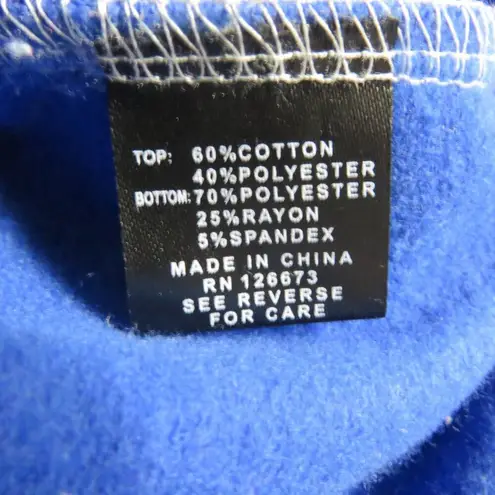 TOP: 60%COTTON
40%POLYESTER
BOTTOM: 70%POLYESTER
25%RAYON
5%SPANDEX
MADE IN CHINA
RN 126673
SEE REVERSE
FOR CARE